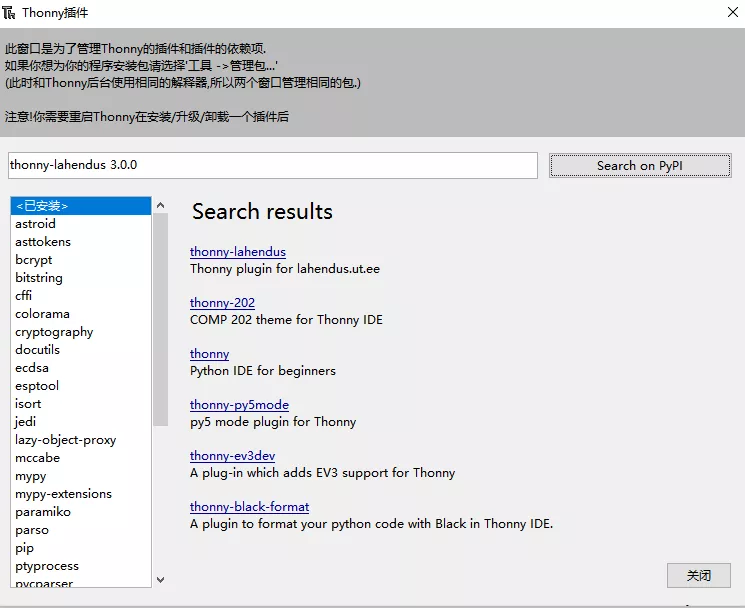 Thonny插件
此窗口是为了管理Thonny的插件和插件的依赖项.
如果你想为你的程序安装包请选择'工具 ->管理包...'
(此时和Thonny后台使用相同的解释器,所以两个窗口管理相同的包.)
注意!你需要重启Thonny在安装/升级/卸载一个插件后
thonny-lahendus 3.0.0
Search on PyPI
<已安装>
astroid
asttokens
bcrypt
bitstring
cffi
colorama
cryptography
docutils
ecdsa
esptool
isort
jedi
lazy-object-proxy
mccabe
mypy
mypy-extensions
paramiko
parso
pip
ptyprocess
pycparser
Search results
thonny-lahendus
Thonny plugin for lahendus.ut.ee
thonny-202
COMP 202 theme for Thonny IDE
thonny
Python IDE for beginners
thonny-py5mode
py5 mode plugin for Thonny
thonny-ev3dev
A plug-in which adds EV3 support for Thonny
thonny-black-format
A plugin to format your python code with Black in Thonny IDE.
关闭